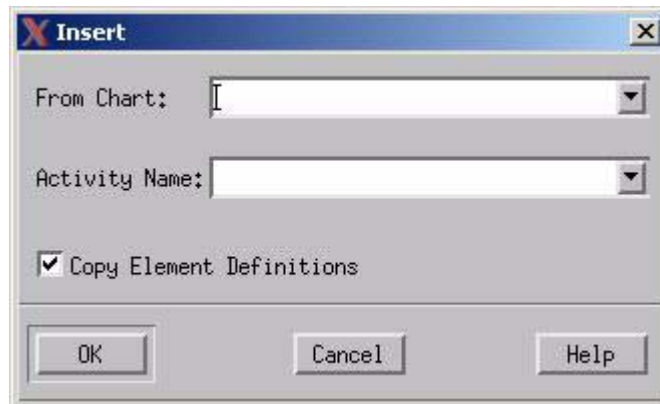 Insert
From Chart:
Activity Name:
Copy Element Definitions
OK Cancel Help